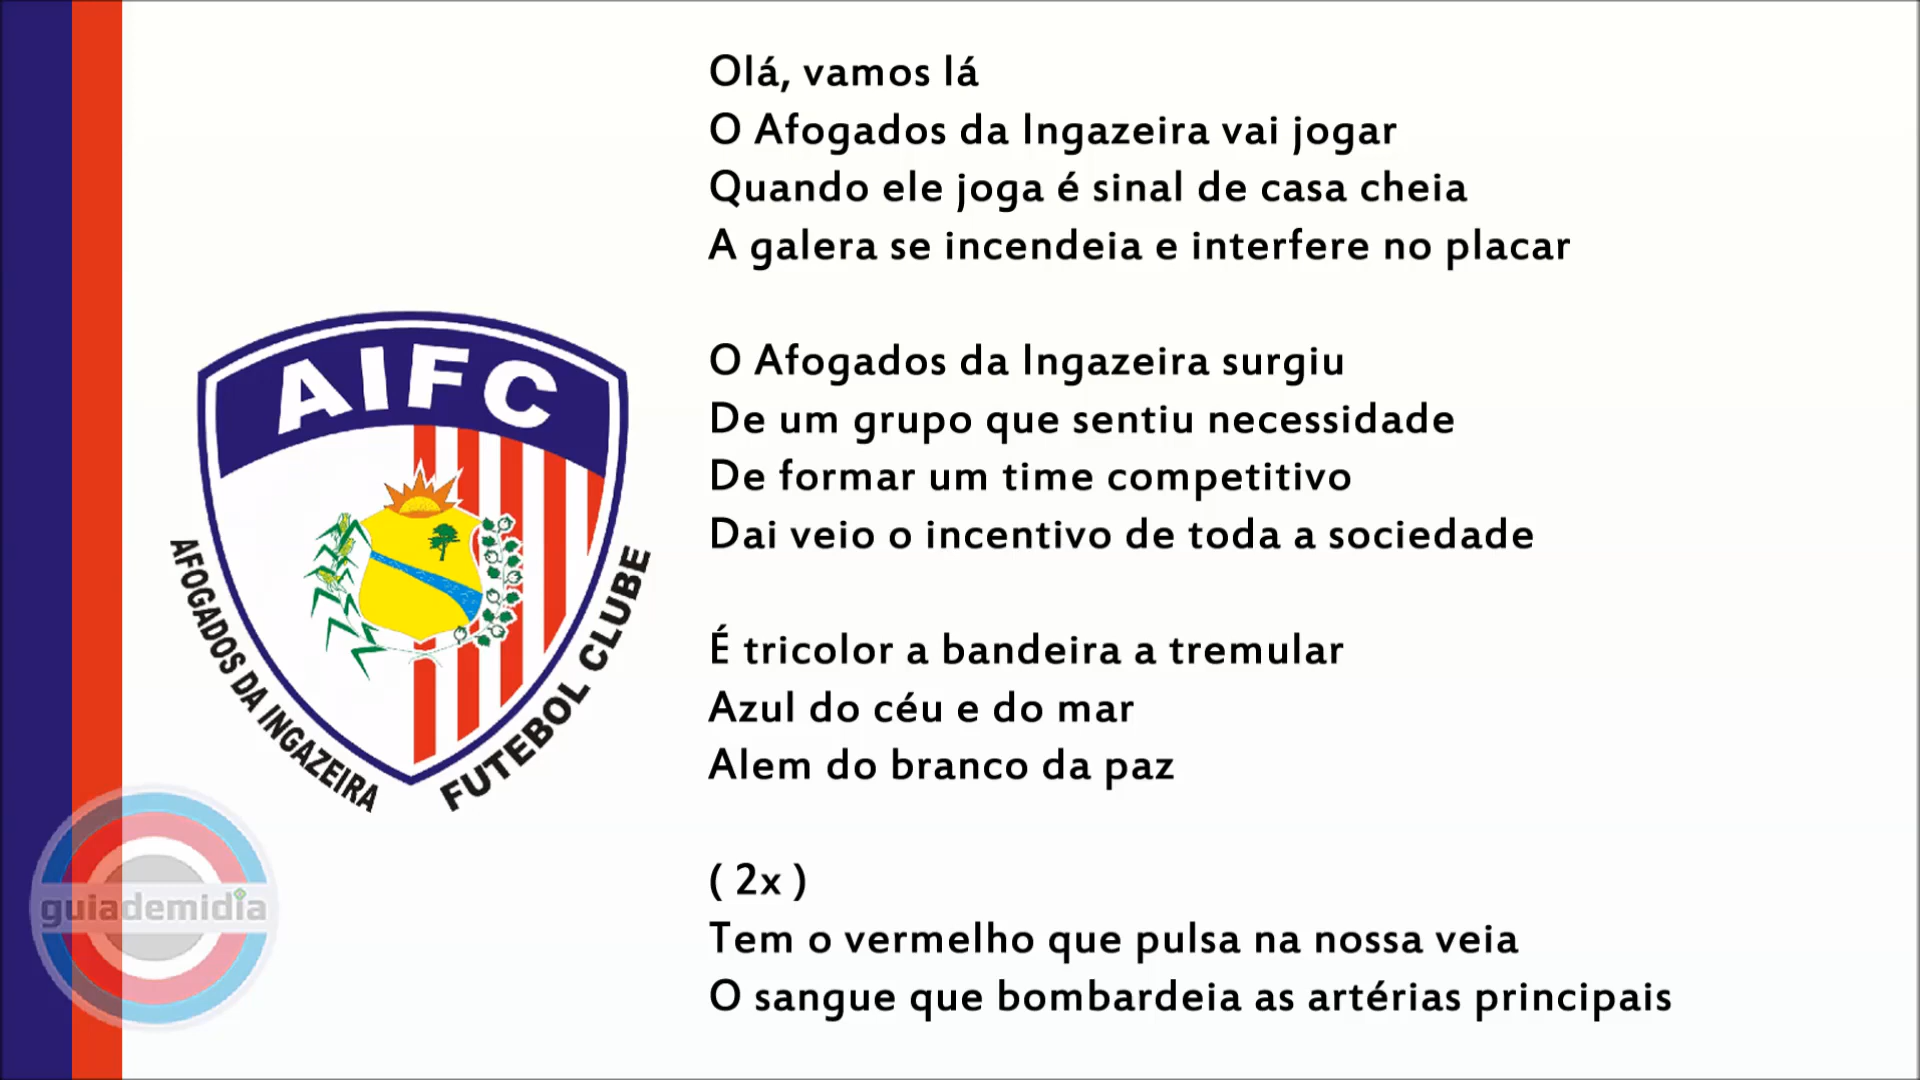 Olá, vamos lá
O Afogados da Ingazeira vai jogar
Quando ele joga é sinal de casa cheia
A galera se incendeia e interfere no placar
O Afogados da Ingazeira surgiu
De um grupo que sentiu necessidade
De formar um time competitivo
Dai veio o incentivo de toda a sociedade
É tricolor a bandeira a tremular
Azul do céu e do mar
Alem do branco da paz
( 2x )
Tem o vermelho que pulsa na nossa veia
O sangue que bombardeia as artérias principais
AIFC
AFOGADOS DA INGAZEIRA
FUTEBOL CLUBE
guiademidia